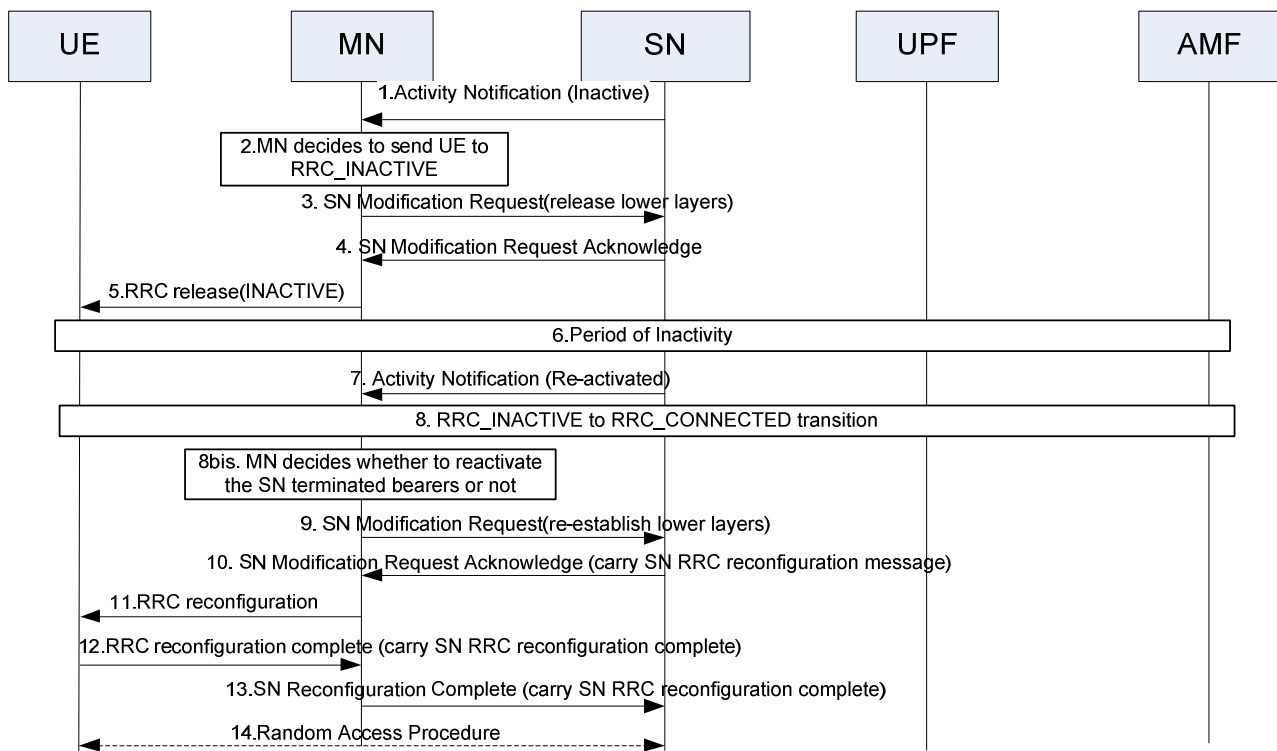 UE
MN
SN
UPF
AMF
1.Activity Notification (Inactive)
2.MN decides to send UE to
RRC_INACTIVE
3. SN Modification Request(release lower layers)
4. SN Modification Request Acknowledge
5.RRC release(INACTIVE)
6.Period of Inactivity
7. Activity Notification (Re-activated)
8. RRC_INACTIVE to RRC_CONNECTED transition
8bis. MN decides whether to reactivate
the SN terminated bearers or not
9. SN Modification Request(re-establish lower layers)
10. SN Modification Request Acknowledge (carry SN RRC reconfiguration message)
11.RRC reconfiguration
12.RRC reconfiguration complete (carry SN RRC reconfiguration complete)
13.SN Reconfiguration Complete (carry SN RRC reconfiguration complete)
14.Random Access Procedure